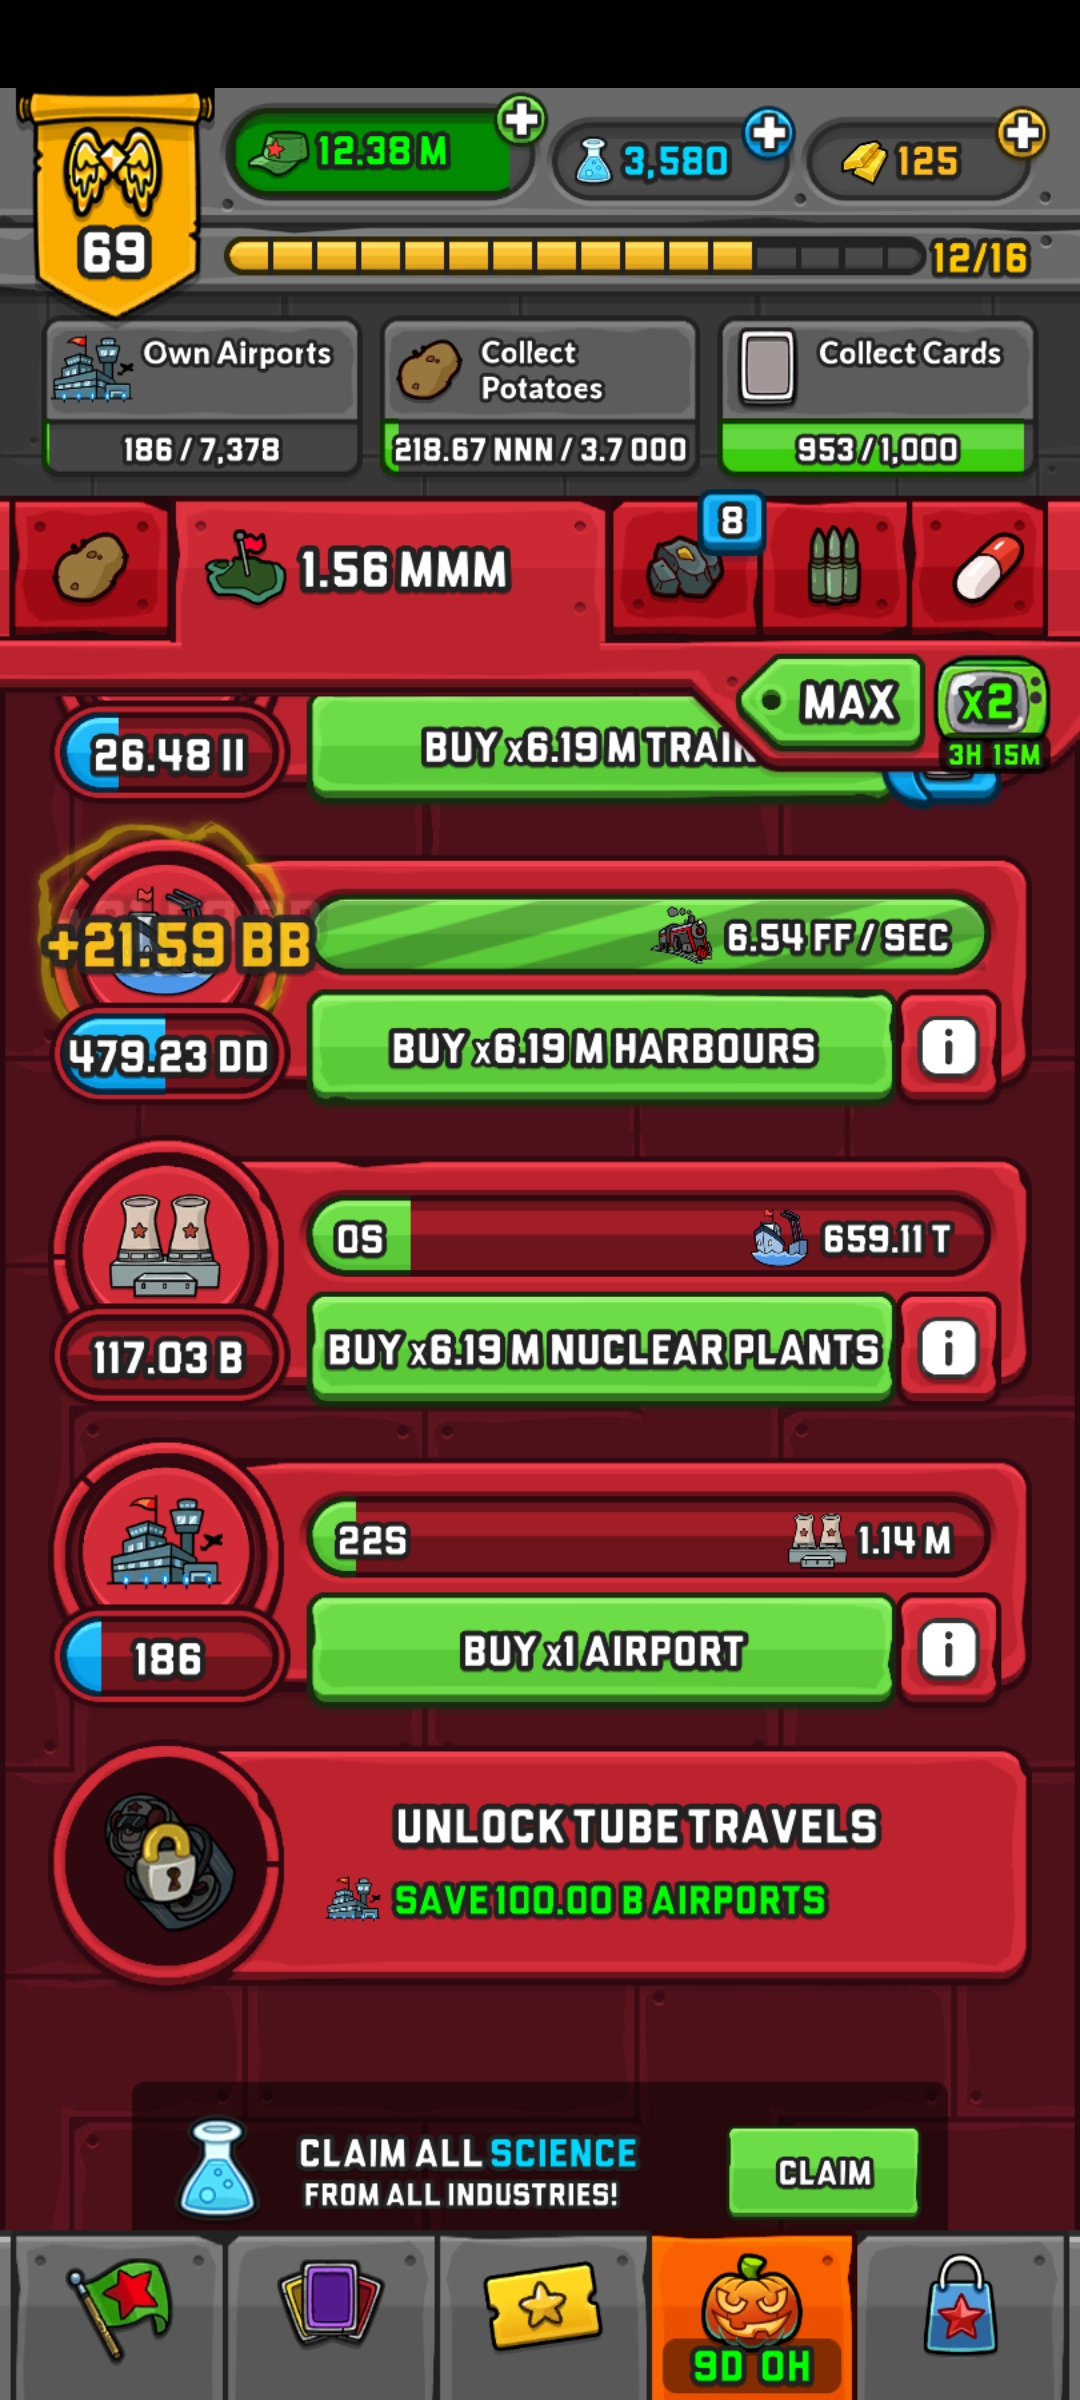 12.38 M
3,580
125
69
12/16
Own Airports
186 / 7,378
Collect
Potatoes
218.67 NNN / 3.7 OOO
Collect Cards
953 / 1,000
1.56 MMM
8
MAX
x2
3H 15M
26.48 II
BUY x6.19 M TRAIN
+21.59 BB
6.54 FF / SEC
479.23 DD
BUY x6.19 M HARBOURS
i
659.11 T
0S
117.03 B
BUY x6.19 M NUCLEAR PLANTS
i
22S
1.14 M
186
BUY x1 AIRPORT
i
UNLOCK TUBE TRAVELS
SAVE 100.00 B AIRPORTS
CLAIM ALL SCIENCE
FROM ALL INDUSTRIES!
CLAIM
9D 0H